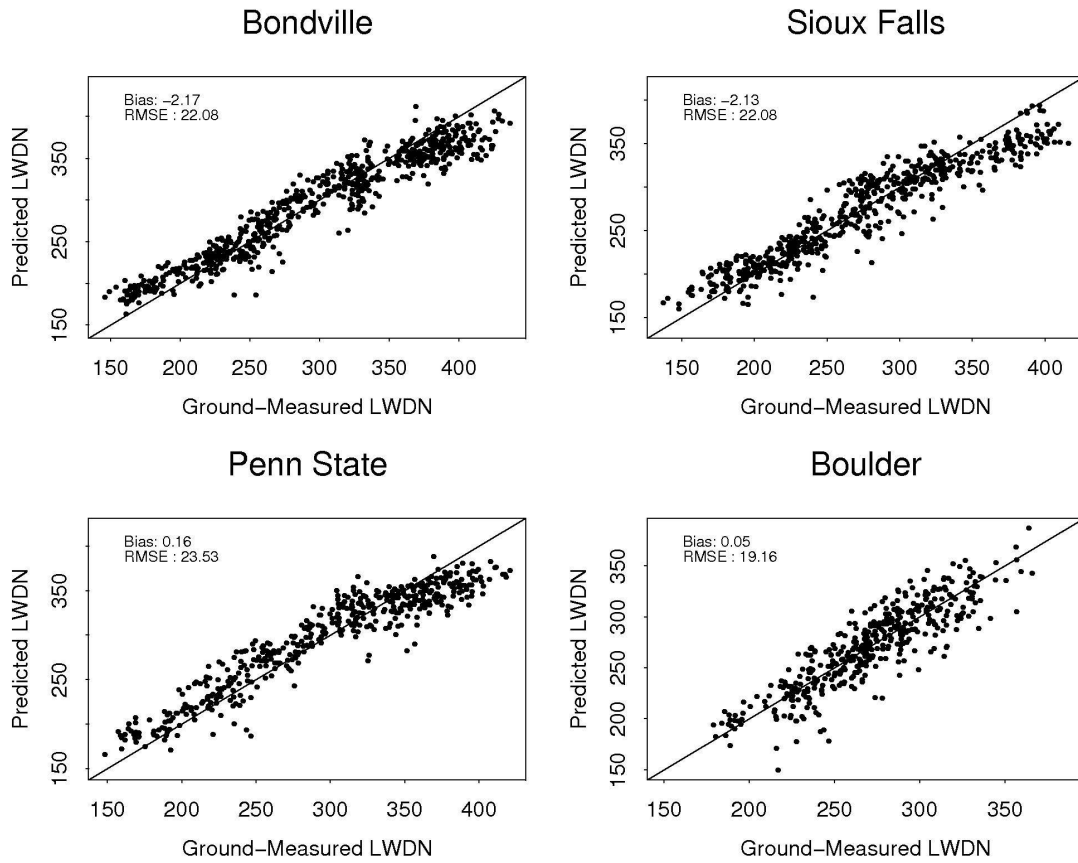 Bondville
Bias: −2.17
RMSE : 22.08
Predicted LWDN
150 250 350
150 200 250 300 350 400
Ground−Measured LWDN
Sioux Falls
Bias: −2.13
RMSE : 22.08
Predicted LWDN
150 250 350
150 200 250 300 350 400
Ground−Measured LWDN
Penn State
Bias: 0.16
RMSE : 23.53
Predicted LWDN
150 250 350
150 200 250 300 350 400
Ground−Measured LWDN
Boulder
Bias: 0.05
RMSE : 19.16
Predicted LWDN
150 200 250 300 350
150 200 250 300 350
Ground−Measured LWDN